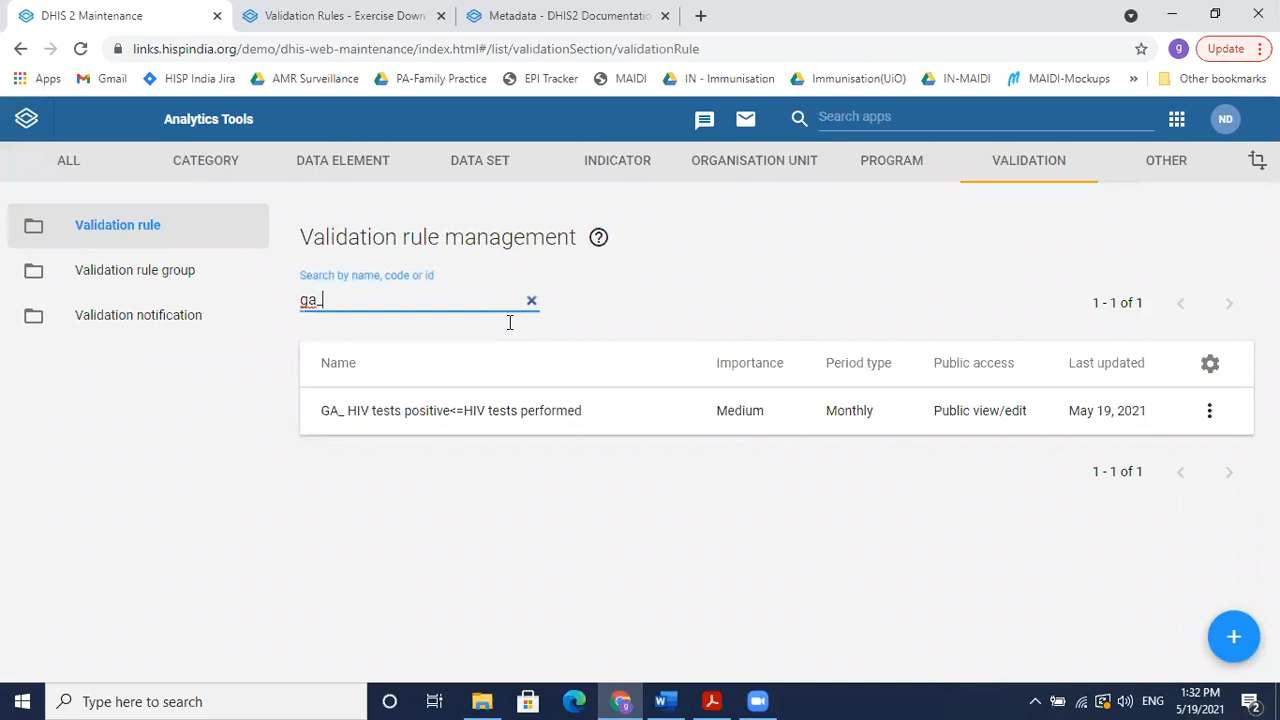 DHIS 2 Maintenance
Validation Rules - Exercise Down
Metadata - DHIS2 Documentatio
links.hispindia.org/demo/dhis-web-maintenance/index.html#/list/validationSection/validationRule
g
Update
Apps
Gmail
HISP India Jira
AMR Surveillance
PA-Family Practice
EPI Tracker
MAIDI
IN - Immunisation
Immunisation(UiO)
IN-MAIDI
MAIDI-Mockups
»
Other bookmarks
Analytics Tools
Search apps
ND
ALL
CATEGORY
DATA ELEMENT
DATA SET
INDICATOR
ORGANISATION UNIT
PROGRAM
VALIDATION
OTHER
Validation rule
Validation rule group
Validation notification
Validation rule management
Search by name, code or id
ga_
1 - 1 of 1
Name Importance Period type Public access Last updated
GA_ HIV tests positive<=HIV tests performed Medium Monthly Public view/edit May 19, 2021
1 - 1 of 1
Type here to search
ENG
1:32 PM
5/19/2021
2